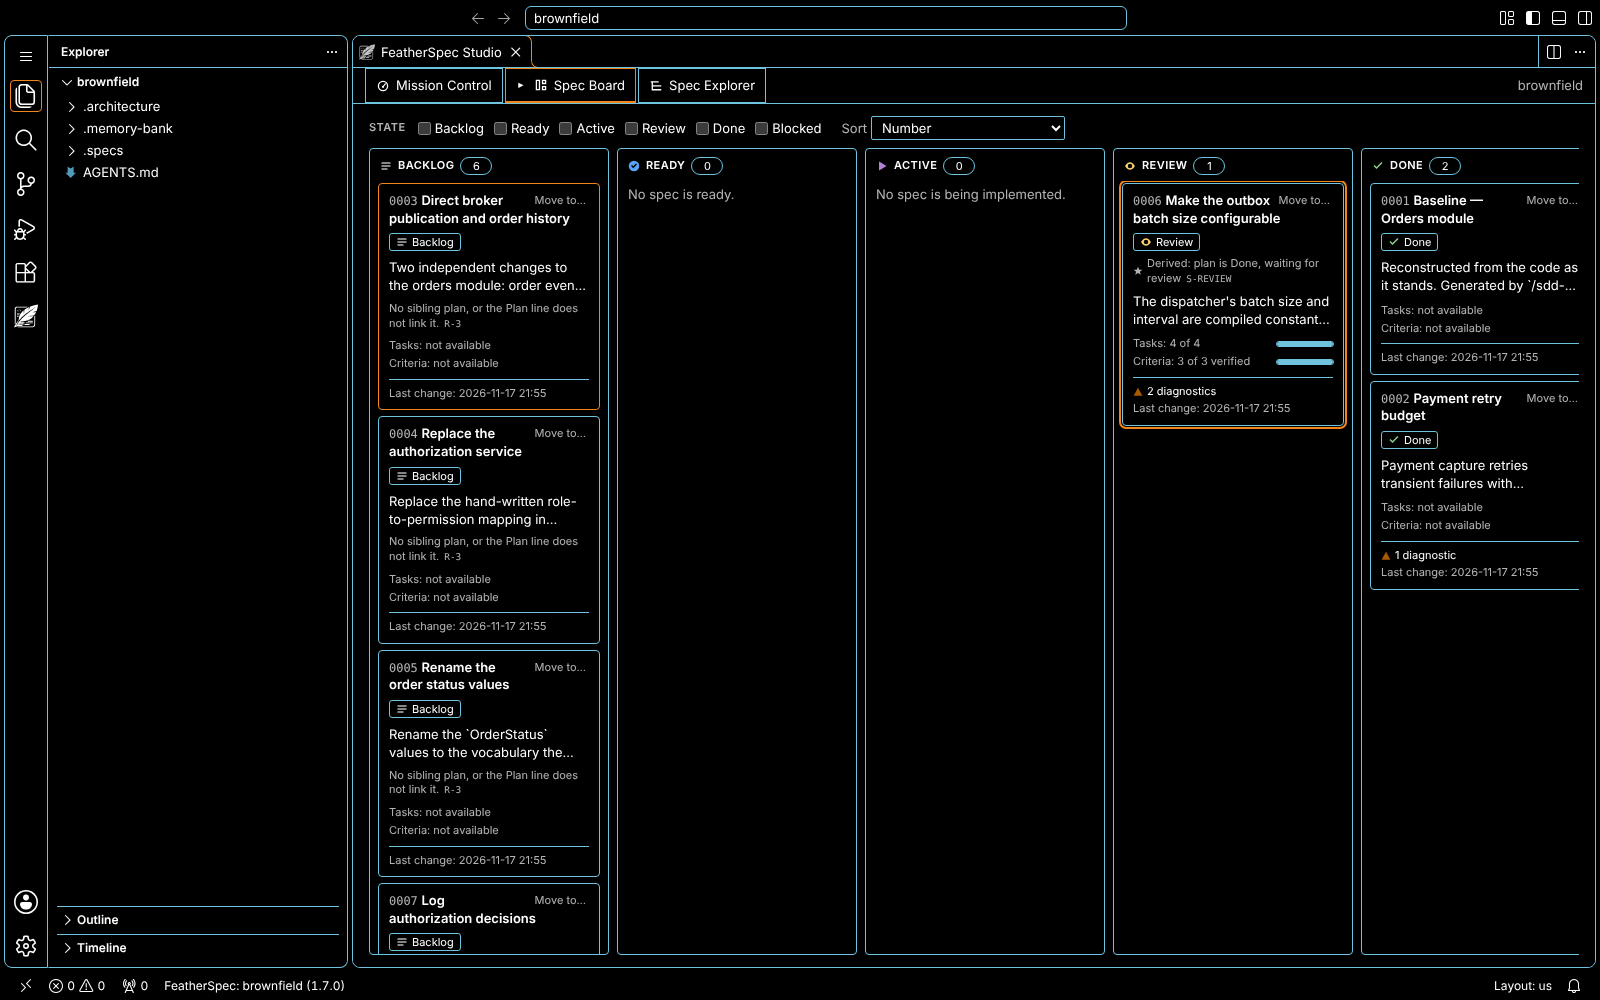 brownfield
Explorer
brownfield
.architecture
.memory-bank
.specs
AGENTS.md
Outline
Timeline
FeatherSpec Studio
Mission Control
Spec Board
Spec Explorer
brownfield
STATE
Backlog
Ready
Active
Review
Done
Blocked
Sort
Number
BACKLOG 6
0003 Direct broker
publication and order history
Move to...
Backlog
Two independent changes to
the orders module: order even...
No sibling plan, or the Plan line does
not link it. R-3
Tasks: not available
Criteria: not available
Last change: 2026-11-17 21:55
0004 Replace the
authorization service
Move to...
Backlog
Replace the hand-written role-
to-permission mapping in...
No sibling plan, or the Plan line does
not link it. R-3
Tasks: not available
Criteria: not available
Last change: 2026-11-17 21:55
0005 Rename the
order status values
Move to...
Backlog
Rename the `OrderStatus`
values to the vocabulary the...
No sibling plan, or the Plan line does
not link it. R-3
Tasks: not available
Criteria: not available
Last change: 2026-11-17 21:55
0007 Log
authorization decisions
Move to...
Backlog
READY 0
No spec is ready.
ACTIVE 0
No spec is being implemented.
REVIEW 1
0006 Make the outbox
batch size configurable
Move to...
Review
Derived: plan is Done, waiting for
review S-REVIEW
The dispatcher's batch size and
interval are compiled constant...
Tasks: 4 of 4
Criteria: 3 of 3 verified
2 diagnostics
Last change: 2026-11-17 21:55
DONE 2
0001 Baseline —
Orders module
Move to...
Done
Reconstructed from the code as
it stands. Generated by `/sdd-...
Tasks: not available
Criteria: not available
Last change: 2026-11-17 21:55
0002 Payment retry
budget
Move to...
Done
Payment capture retries
transient failures with...
Tasks: not available
Criteria: not available
1 diagnostic
Last change: 2026-11-17 21:55
0 0 0 FeatherSpec: brownfield (1.7.0)
Layout: us